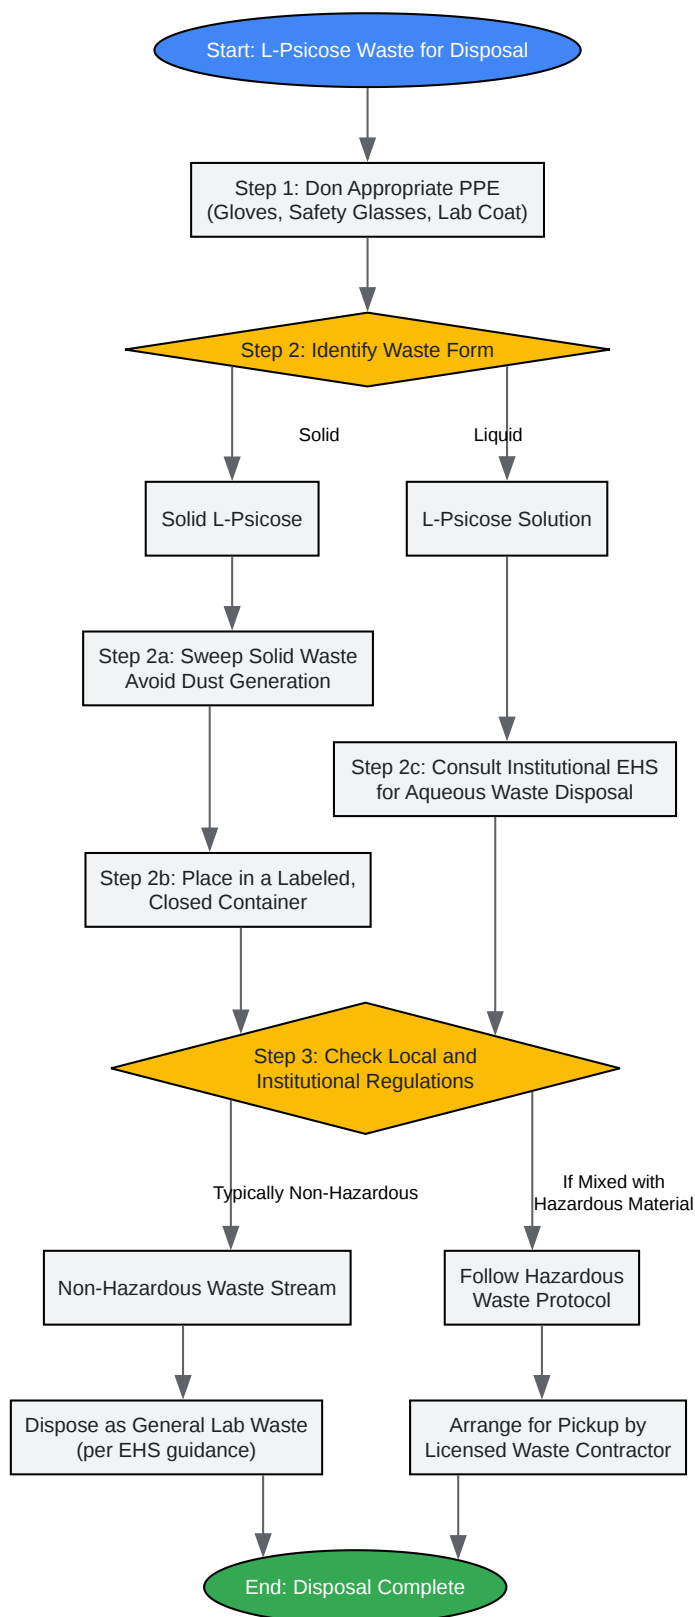 Start: L-Psicose Waste for Disposal
Step 1: Don Appropriate PPE
(Gloves, Safety Glasses, Lab Coat)
Step 2: Identify Waste Form
Solid
Liquid
Solid L-Psicose
L-Psicose Solution
Step 2a: Sweep Solid Waste
Avoid Dust Generation
Step 2c: Consult Institutional EHS
for Aqueous Waste Disposal
Step 2b: Place in a Labeled,
Closed Container
Step 3: Check Local and
Institutional Regulations
Typically Non-Hazardous
If Mixed with
Hazardous Material
Non-Hazardous Waste Stream
Follow Hazardous
Waste Protocol
Dispose as General Lab Waste
(per EHS guidance)
Arrange for Pickup by
Licensed Waste Contractor
End: Disposal Complete